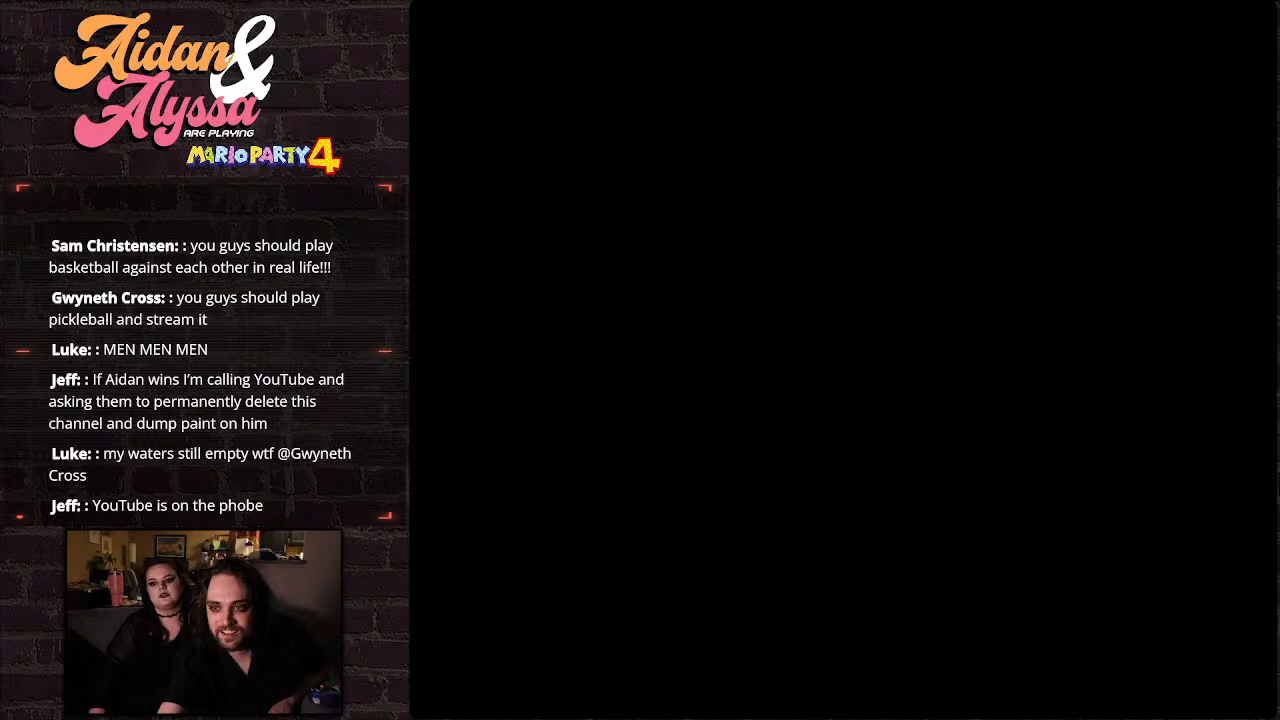 Aidan &
Alyssa
ARE PLAYING
MARIO PARTY 4
Sam Christensen: : you guys should play
basketball against each other in real life!!!
Gwyneth Cross: : you guys should play
pickleball and stream it
Luke: : MEN MEN MEN
Jeff: : If Aidan wins I’m calling YouTube and
asking them to permanently delete this
channel and dump paint on him
Luke: : my waters still empty wtf @Gwyneth
Cross
Jeff: : YouTube is on the phobe